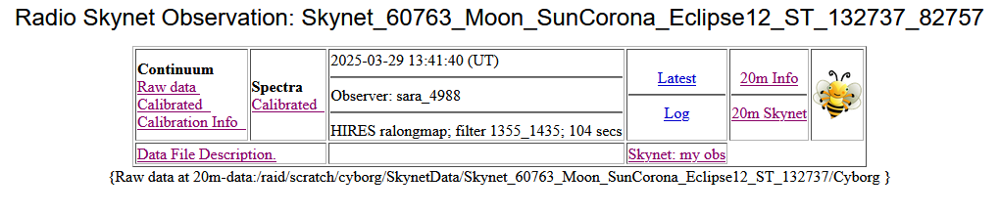 Radio Skynet Observation: Skynet_60763_Moon_SunCorona_Eclipse12_ST_132737_82757
Continuum
Raw data
Calibrated
Calibration Info
Spectra
Calibrated
2025-03-29 13:41:40 (UT)
Observer: sara_4988
HIRES ralongmap; filter 1355_1435; 104 secs
Latest
Log
20m Info
20m Skynet
Data File Description.
Skynet: my obs
{Raw data at 20m-data:/raid/scratch/cyborg/SkynetData/Skynet_60763_Moon_SunCorona_Eclipse12_ST_132737/Cyborg }